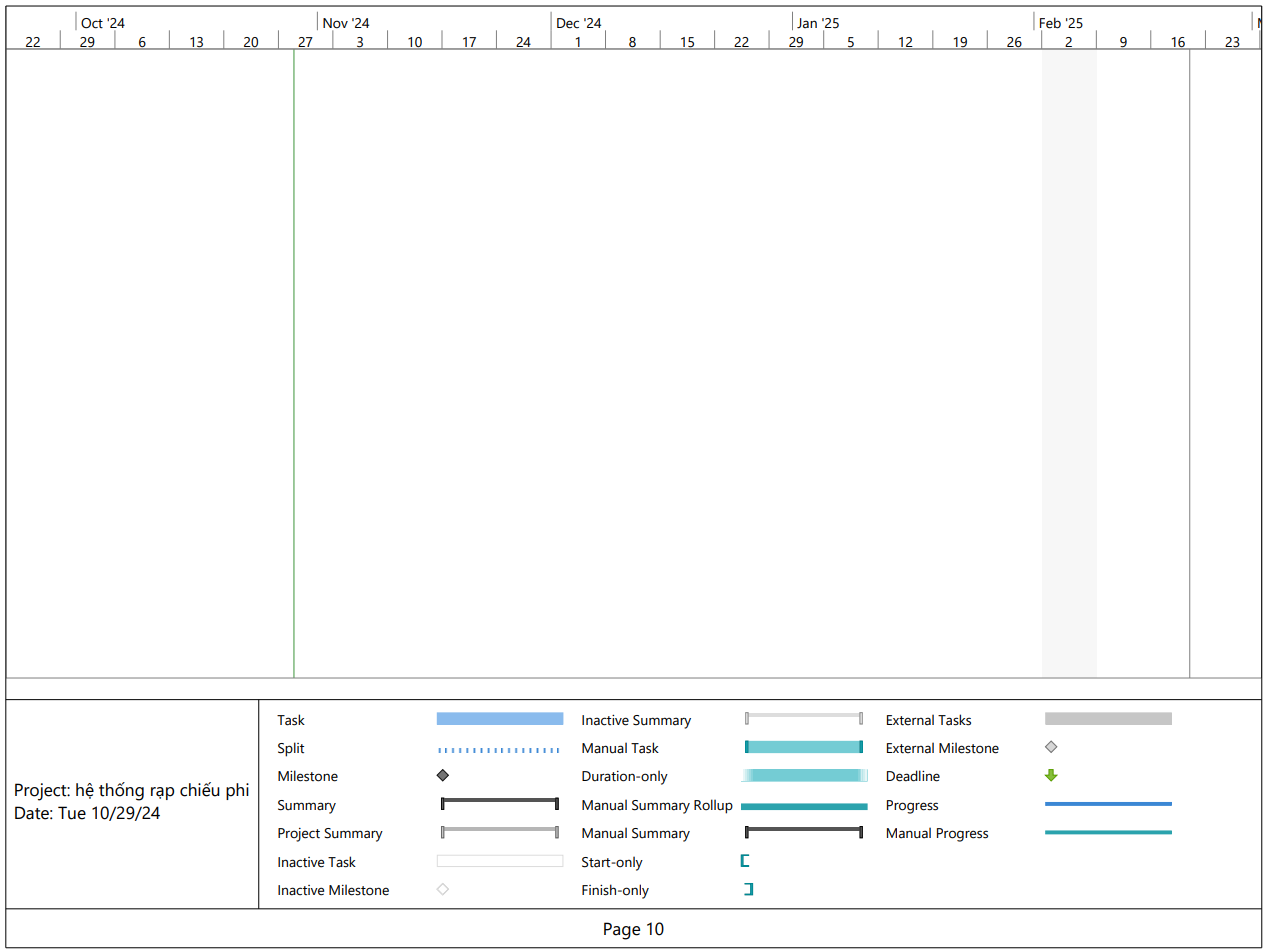 Oct '24 Nov '24 Dec '24 Jan '25 Feb '25
22 29 6 13 20 27 3 10 17 24 1 8 15 22 29 5 12 19 26 2 9 16 23
Task Inactive Summary External Tasks
Split Manual Task External Milestone
Milestone Duration-only Deadline
Project: hệ thống rạp chiếu phi
Date: Tue 10/29/24
Summary Manual Summary Rollup Progress
Project Summary Manual Summary Manual Progress
Inactive Task Start-only
Inactive Milestone Finish-only
Page 10